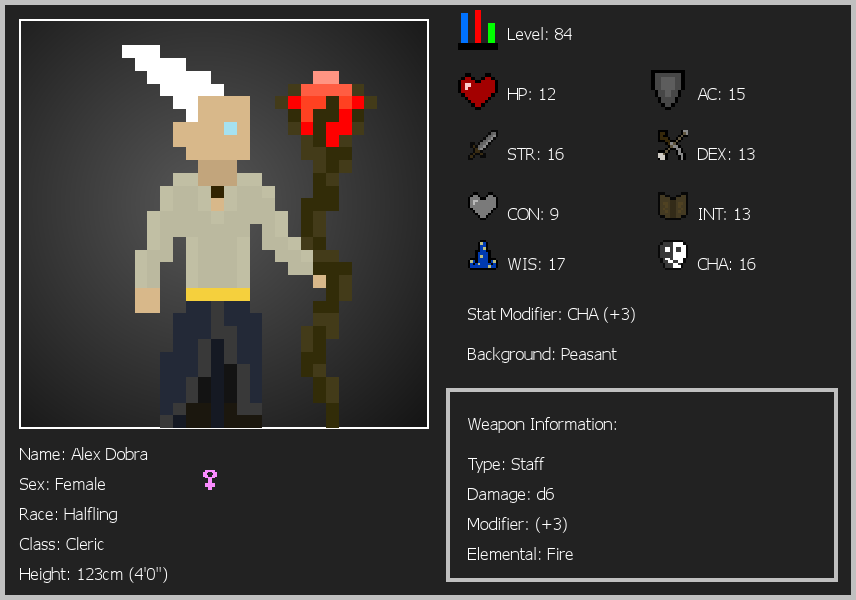 Level: 84
HP: 12
AC: 15
STR: 16
DEX: 13
CON: 9
INT: 13
WIS: 17
CHA: 16
Stat Modifier: CHA (+3)
Background: Peasant
Weapon Information:
Type: Staff
Damage: d6
Modifier: (+3)
Elemental: Fire
Name: Alex Dobra
Sex: Female
Race: Halfling
Class: Cleric
Height: 123cm (4'0")